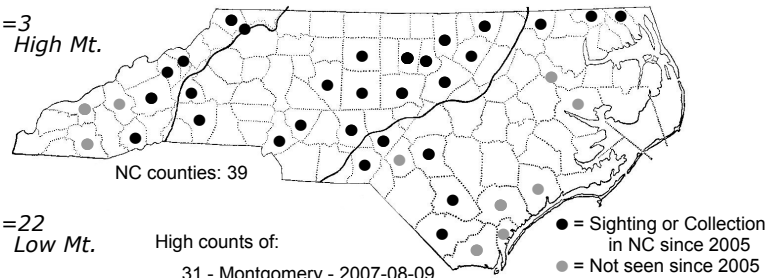 =3
High Mt.
NC counties: 39
=22
Low Mt.
High counts of:
31 - Montgomery - 2007-08-09
● = Sighting or Collection
in NC since 2005
● = Not seen since 2005